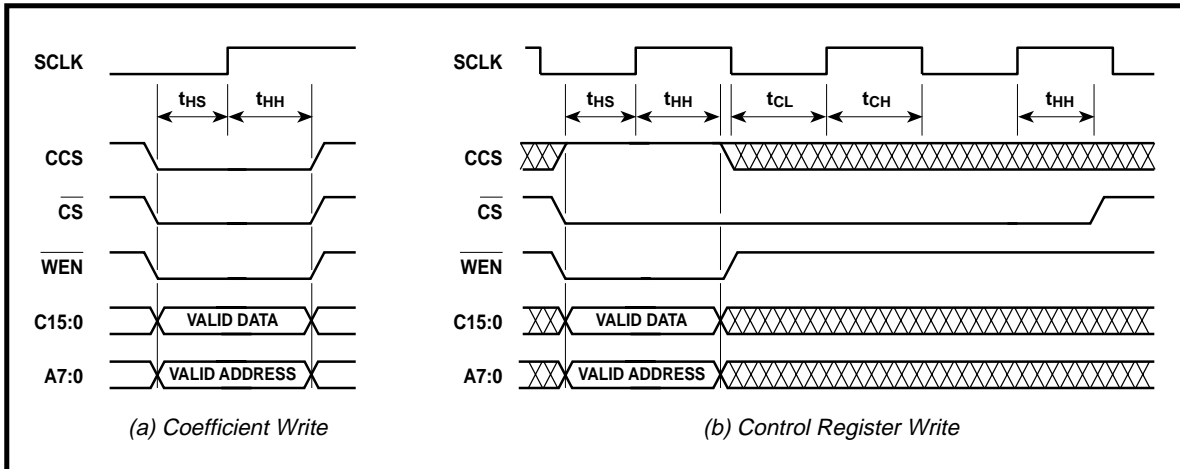 SCLK
tHS tHH
CCS
CS
WEN
C15:0 VALID DATA
A7:0 VALID ADDRESS
(a) Coefficient Write
SCLK
tHS tHH tCL tCH tHH
CCS
CS
WEN
C15:0 VALID DATA
A7:0 VALID ADDRESS
(b) Control Register Write